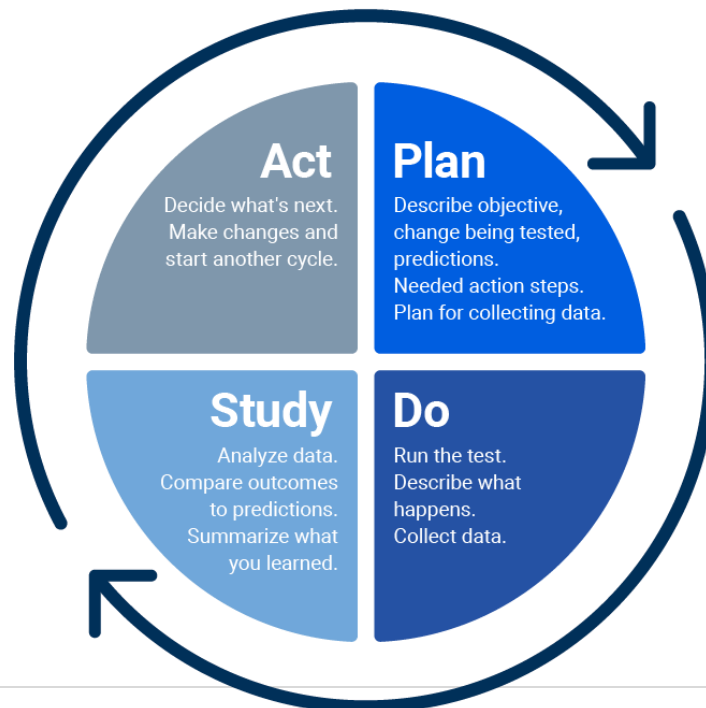 Act
Decide what's next.
Make changes and
start another cycle.
Plan
Describe objective,
change being tested,
predictions.
Needed action steps.
Plan for collecting data.
Study
Analyze data.
Compare outcomes
to predictions.
Summarize what
you learned.
Do
Run the test.
Describe what
happens.
Collect data.